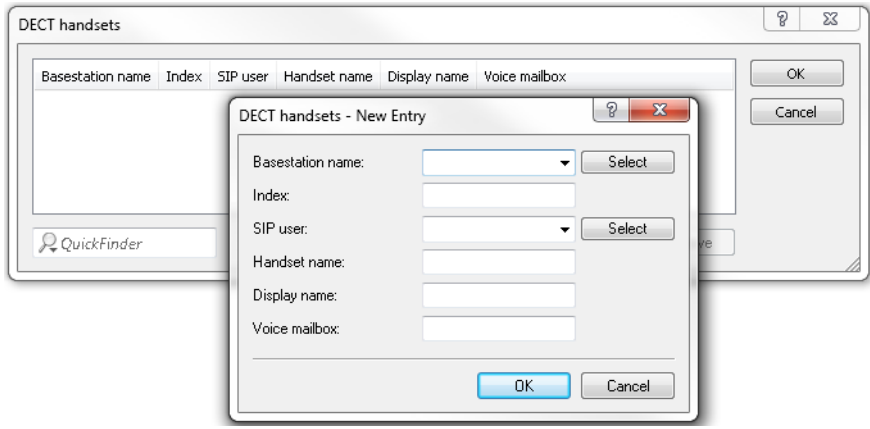 DECT handsets
Basestation name Index SIP user Handset name Display name Voice mailbox
OK
Cancel
QuickFinder
DECT handsets - New Entry
Basestation name: Select
Index:
SIP user: Select
Handset name:
Display name:
Voice mailbox:
OK Cancel